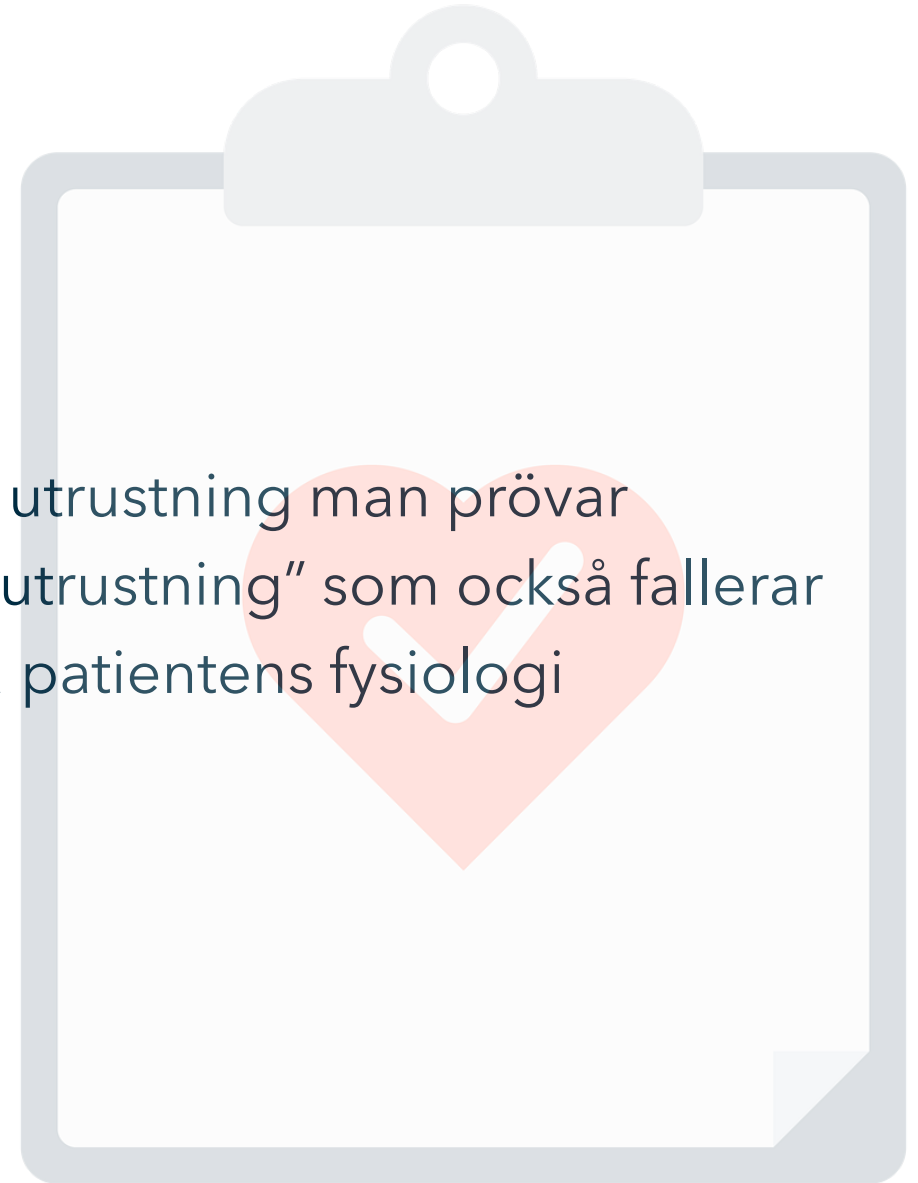 utrustning man prövar
utrustning” som också fallerar
patientens fysiologi